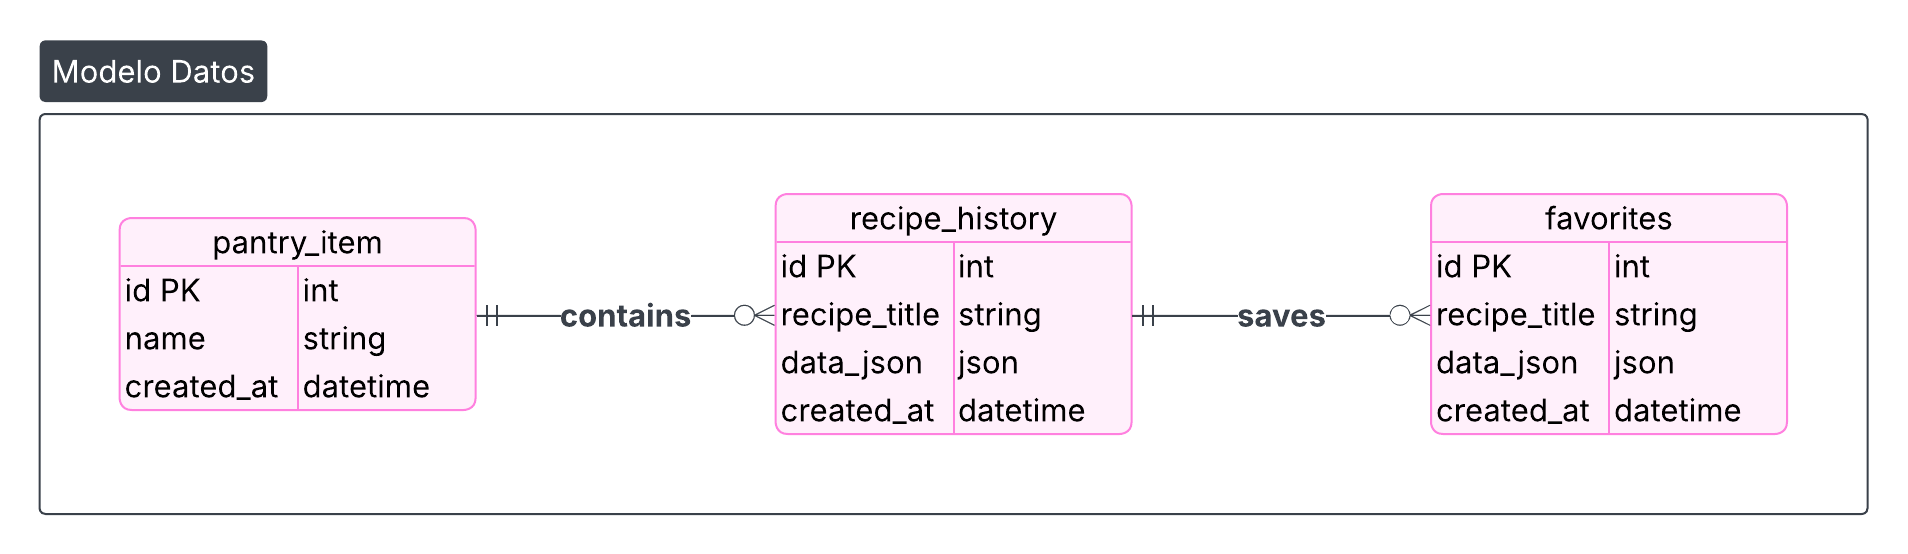 Modelo Datos
pantry_item
id PK int
name string
created_at datetime
contains
recipe_history
id PK int
recipe_title string
data_json json
created_at datetime
saves
favorites
id PK int
recipe_title string
data_json json
created_at datetime